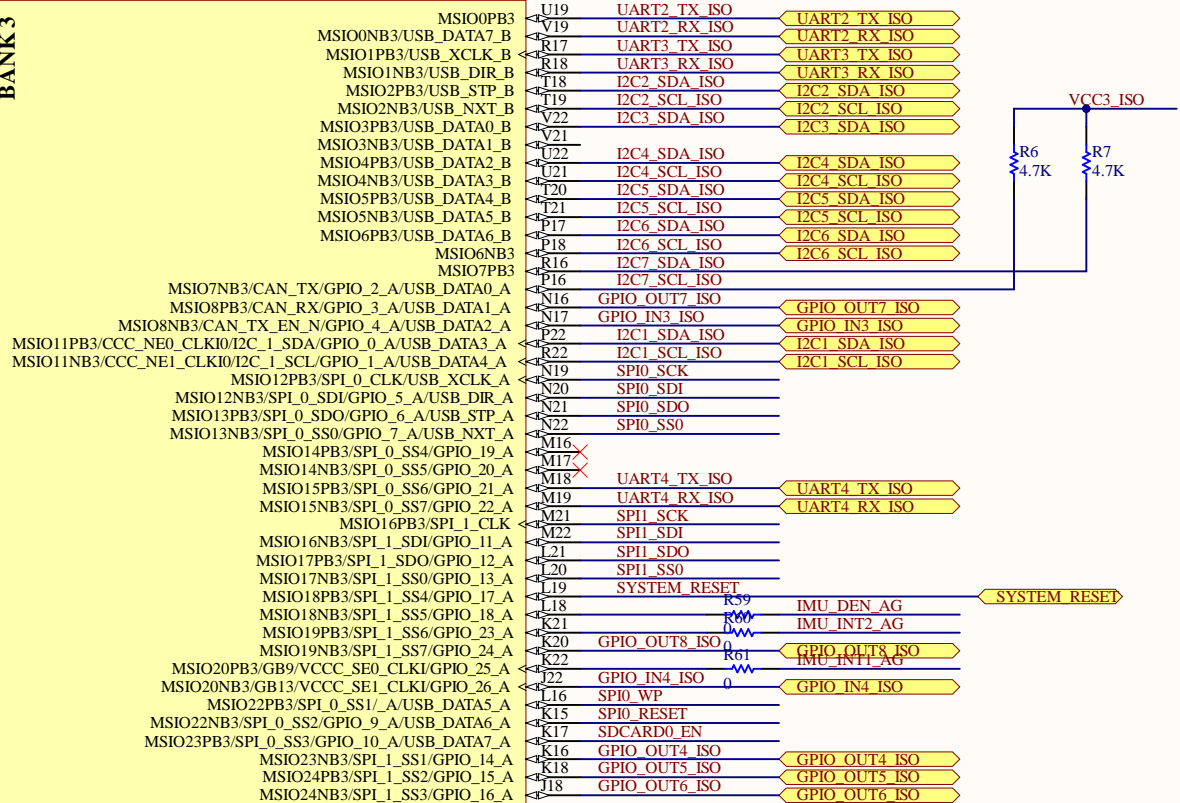 BANK 3
MSIO0PB3 U19 UART2_TX_ISO UART2_TX_ISO
MSIO0NB3/USB_DATA7_B V19 UART2_RX_ISO UART2_RX_ISO
MSIO1PB3/USB_XCLK_B R17 UART3_TX_ISO UART3_TX_ISO
MSIO1NB3/USB_DIR_B R18 UART3_RX_ISO UART3_RX_ISO
MSIO2PB3/USB_STP_B T18 I2C2_SDA_ISO I2C2_SDA_ISO
MSIO2NB3/USB_NXT_B T19 I2C2_SCL_ISO I2C2_SCL_ISO
VCC3_ISO
MSIO3PB3/USB_DATA0_B V22 I2C3_SDA_ISO I2C3_SDA_ISO
MSIO3NB3/USB_DATA1_B V21
R6 R7
4.7K 4.7K
MSIO4PB3/USB_DATA2_B U22 I2C4_SDA_ISO I2C4_SDA_ISO
MSIO4NB3/USB_DATA3_B U21 I2C4_SCL_ISO I2C4_SCL_ISO
MSIO5PB3/USB_DATA4_B T20 I2C5_SDA_ISO I2C5_SDA_ISO
MSIO5NB3/USB_DATA5_B T21 I2C5_SCL_ISO I2C5_SCL_ISO
MSIO6PB3/USB_DATA6_B P17 I2C6_SDA_ISO I2C6_SDA_ISO
MSIO6NB3 P18 I2C6_SCL_ISO I2C6_SCL_ISO
MSIO7PB3 R16 I2C7_SDA_ISO
MSIO7NB3/CAN_TX/GPIO_2_A/USB_DATA0_A P16 I2C7_SCL_ISO
MSIO8PB3/CAN_RX/GPIO_3_A/USB_DATA1_A N16 GPIO_OUT7_ISO GPIO_OUT7_ISO
MSIO8NB3/CAN_TX_EN_N/GPIO_4_A/USB_DATA2_A N17 GPIO_IN3_ISO GPIO_IN3_ISO
MSIO11PB3/CCC_NE0_CLKI0/I2C_1_SDA/GPIO_0_A/USB_DATA3_A P22 I2C1_SDA_ISO I2C1_SDA_ISO
MSIO11NB3/CCC_NE1_CLKI0/I2C_1_SCL/GPIO_1_A/USB_DATA4_A R22 I2C1_SCL_ISO I2C1_SCL_ISO
MSIO12PB3/SPI_0_CLK/USB_XCLK_A N19 SPI0_SCK
MSIO12NB3/SPI_0_SDI/GPIO_5_A/USB_DIR_A N20 SPI0_SDI
MSIO13PB3/SPI_0_SDO/GPIO_6_A/USB_STP_A N21 SPI0_SDO
MSIO13NB3/SPI_0_SS0/GPIO_7_A/USB_NXT_A N22 SPI0_SS0
MSIO14PB3/SPI_0_SS4/GPIO_19_A M16
MSIO14NB3/SPI_0_SS5/GPIO_20_A M17
MSIO15PB3/SPI_0_SS6/GPIO_21_A M18 UART4_TX_ISO UART4_TX_ISO
MSIO15NB3/SPI_0_SS7/GPIO_22_A M19 UART4_RX_ISO UART4_RX_ISO
MSIO16PB3/SPI_1_CLK M21 SPI1_SCK
MSIO16NB3/SPI_1_SDI/GPIO_11_A M22 SPI1_SDI
MSIO17PB3/SPI_1_SDO/GPIO_12_A L21 SPI1_SDO
MSIO17NB3/SPI_1_SS0/GPIO_13_A L20 SPI1_SS0
MSIO18PB3/SPI_1_SS4/GPIO_17_A L19 SYSTEM_RESET SYSTEM_RESET
MSIO18NB3/SPI_1_SS5/GPIO_18_A L18 R59 IMU_DEN_AG
MSIO19PB3/SPI_1_SS6/GPIO_23_A K21 R60 0 IMU_INT2_AG
MSIO19NB3/SPI_1_SS7/GPIO_24_A K20 GPIO_OUT8_ISO 0 GPIO_OUT8_ISO
MSIO20PB3/GB9/VCCC_SE0_CLKI/GPIO_25_A K22 R61 IMU_INT1_AG
MSIO20NB3/GB13/VCCC_SE1_CLKI/GPIO_26_A J22 GPIO_IN4_ISO 0 GPIO_IN4_ISO
MSIO22PB3/SPI_0_SS1/_A/USB_DATA5_A L16 SPI0_WP
MSIO22NB3/SPI_0_SS2/GPIO_9_A/USB_DATA6_A K15 SPI0_RESET
MSIO23PB3/SPI_0_SS3/GPIO_10_A/USB_DATA7_A K17 SDCARD0_EN
MSIO23NB3/SPI_1_SS1/GPIO_14_A K16 GPIO_OUT4_ISO GPIO_OUT4_ISO
MSIO24PB3/SPI_1_SS2/GPIO_15_A K18 GPIO_OUT5_ISO GPIO_OUT5_ISO
MSIO24NB3/SPI_1_SS3/GPIO_16_A J18 GPIO_OUT6_ISO GPIO_OUT6_ISO